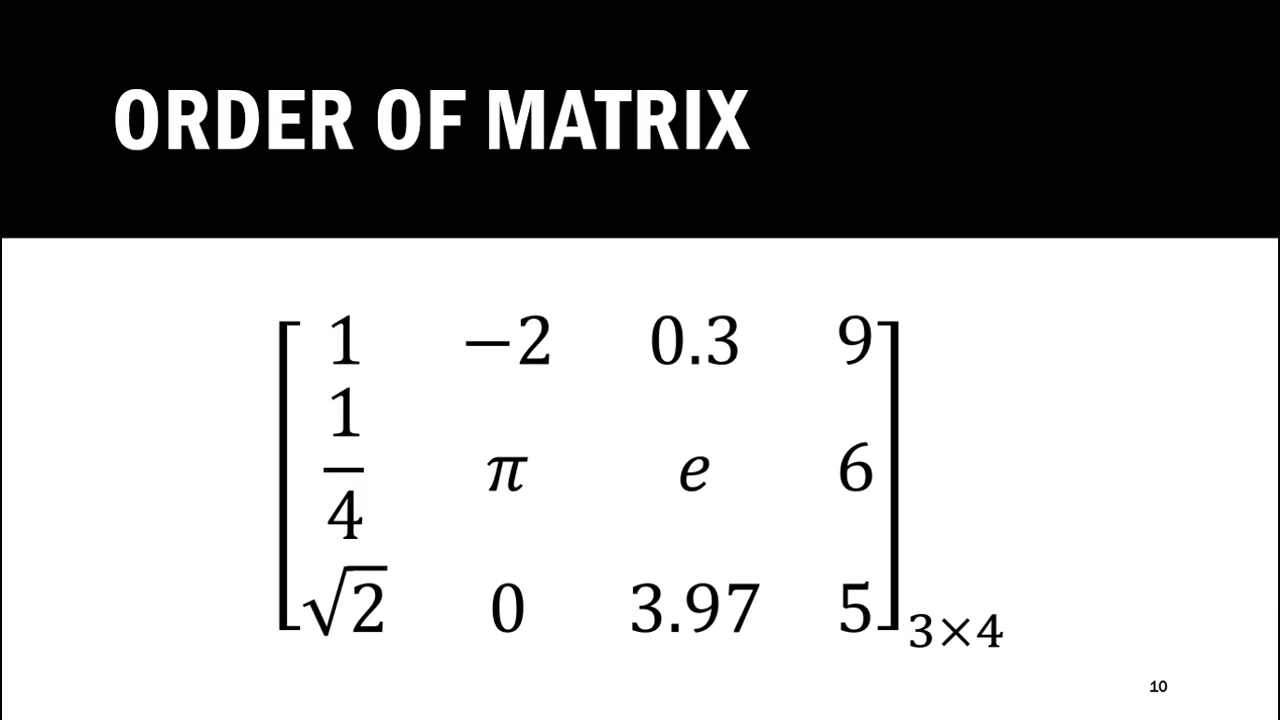 ORDER OF MATRIX
1 −2 0.3 9
1/4 π e 6
√2 0 3.97 5
3×4
10